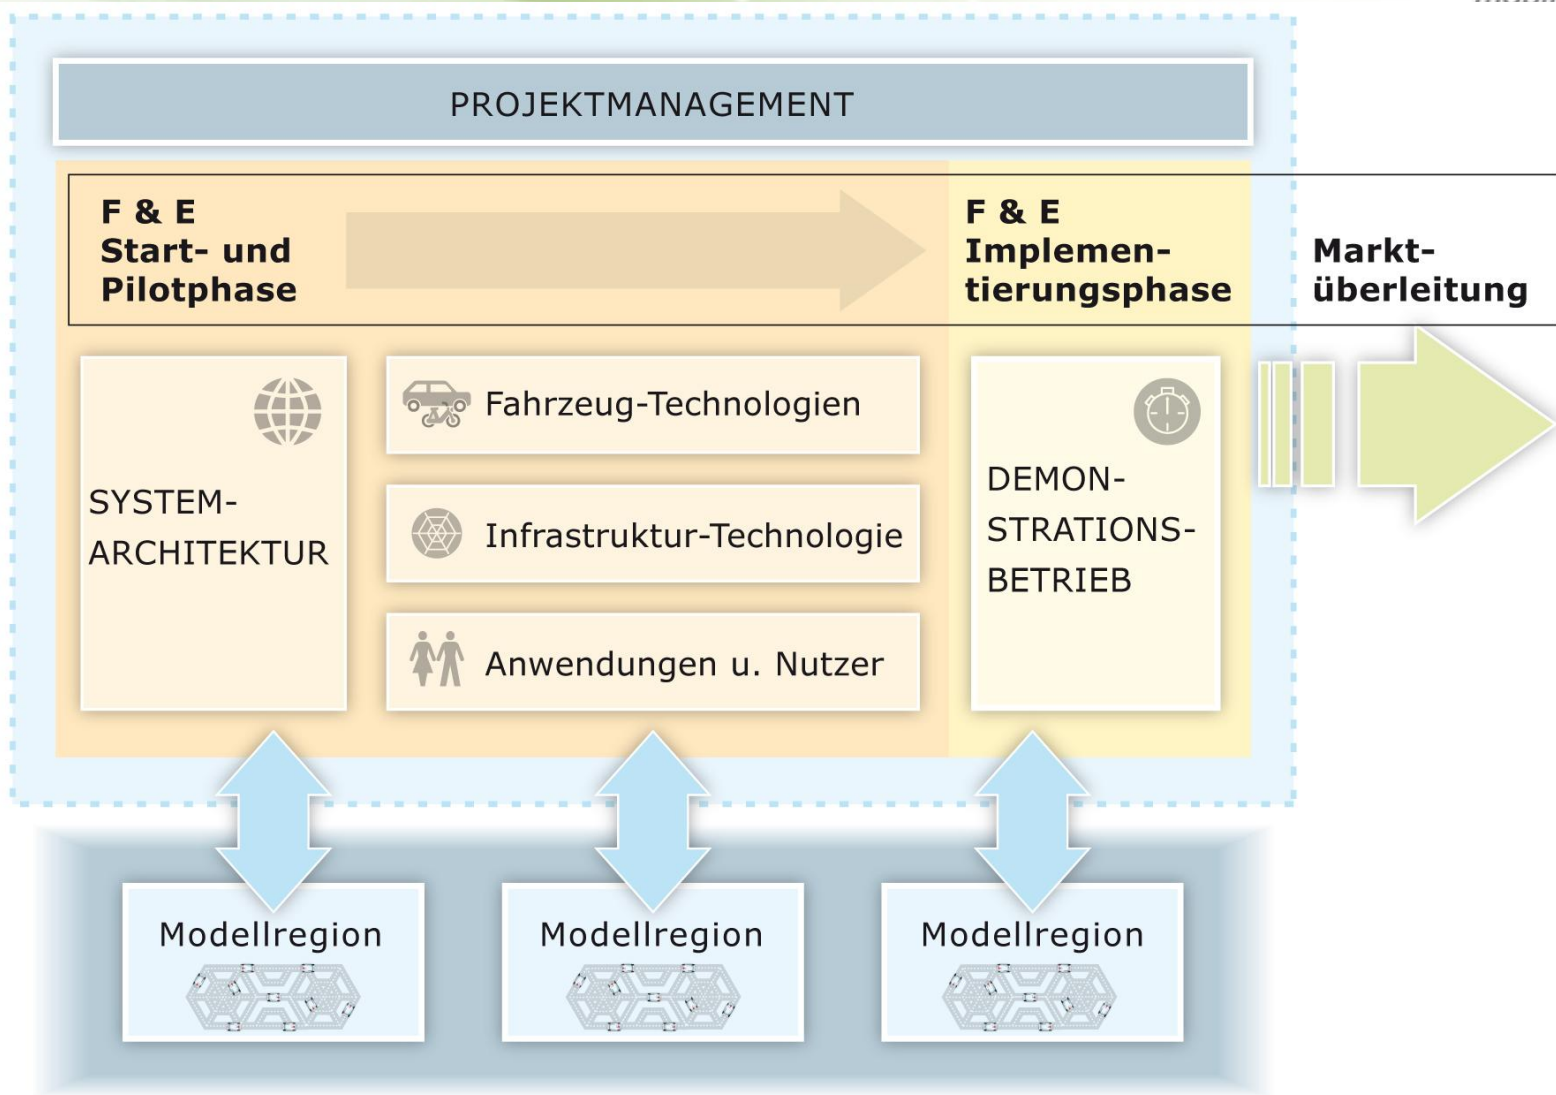 PROJEKTMANAGEMENT
F & E
Start- und
Pilotphase
F & E
Implemen-
tierungsphase
Markt-
überleitung
SYSTEM-
ARCHITEKTUR
Fahrzeug-Technologien
Infrastruktur-Technologie
Anwendungen u. Nutzer
DEMON-
STRATIONS-
BETRIEB
Modellregion
Modellregion
Modellregion